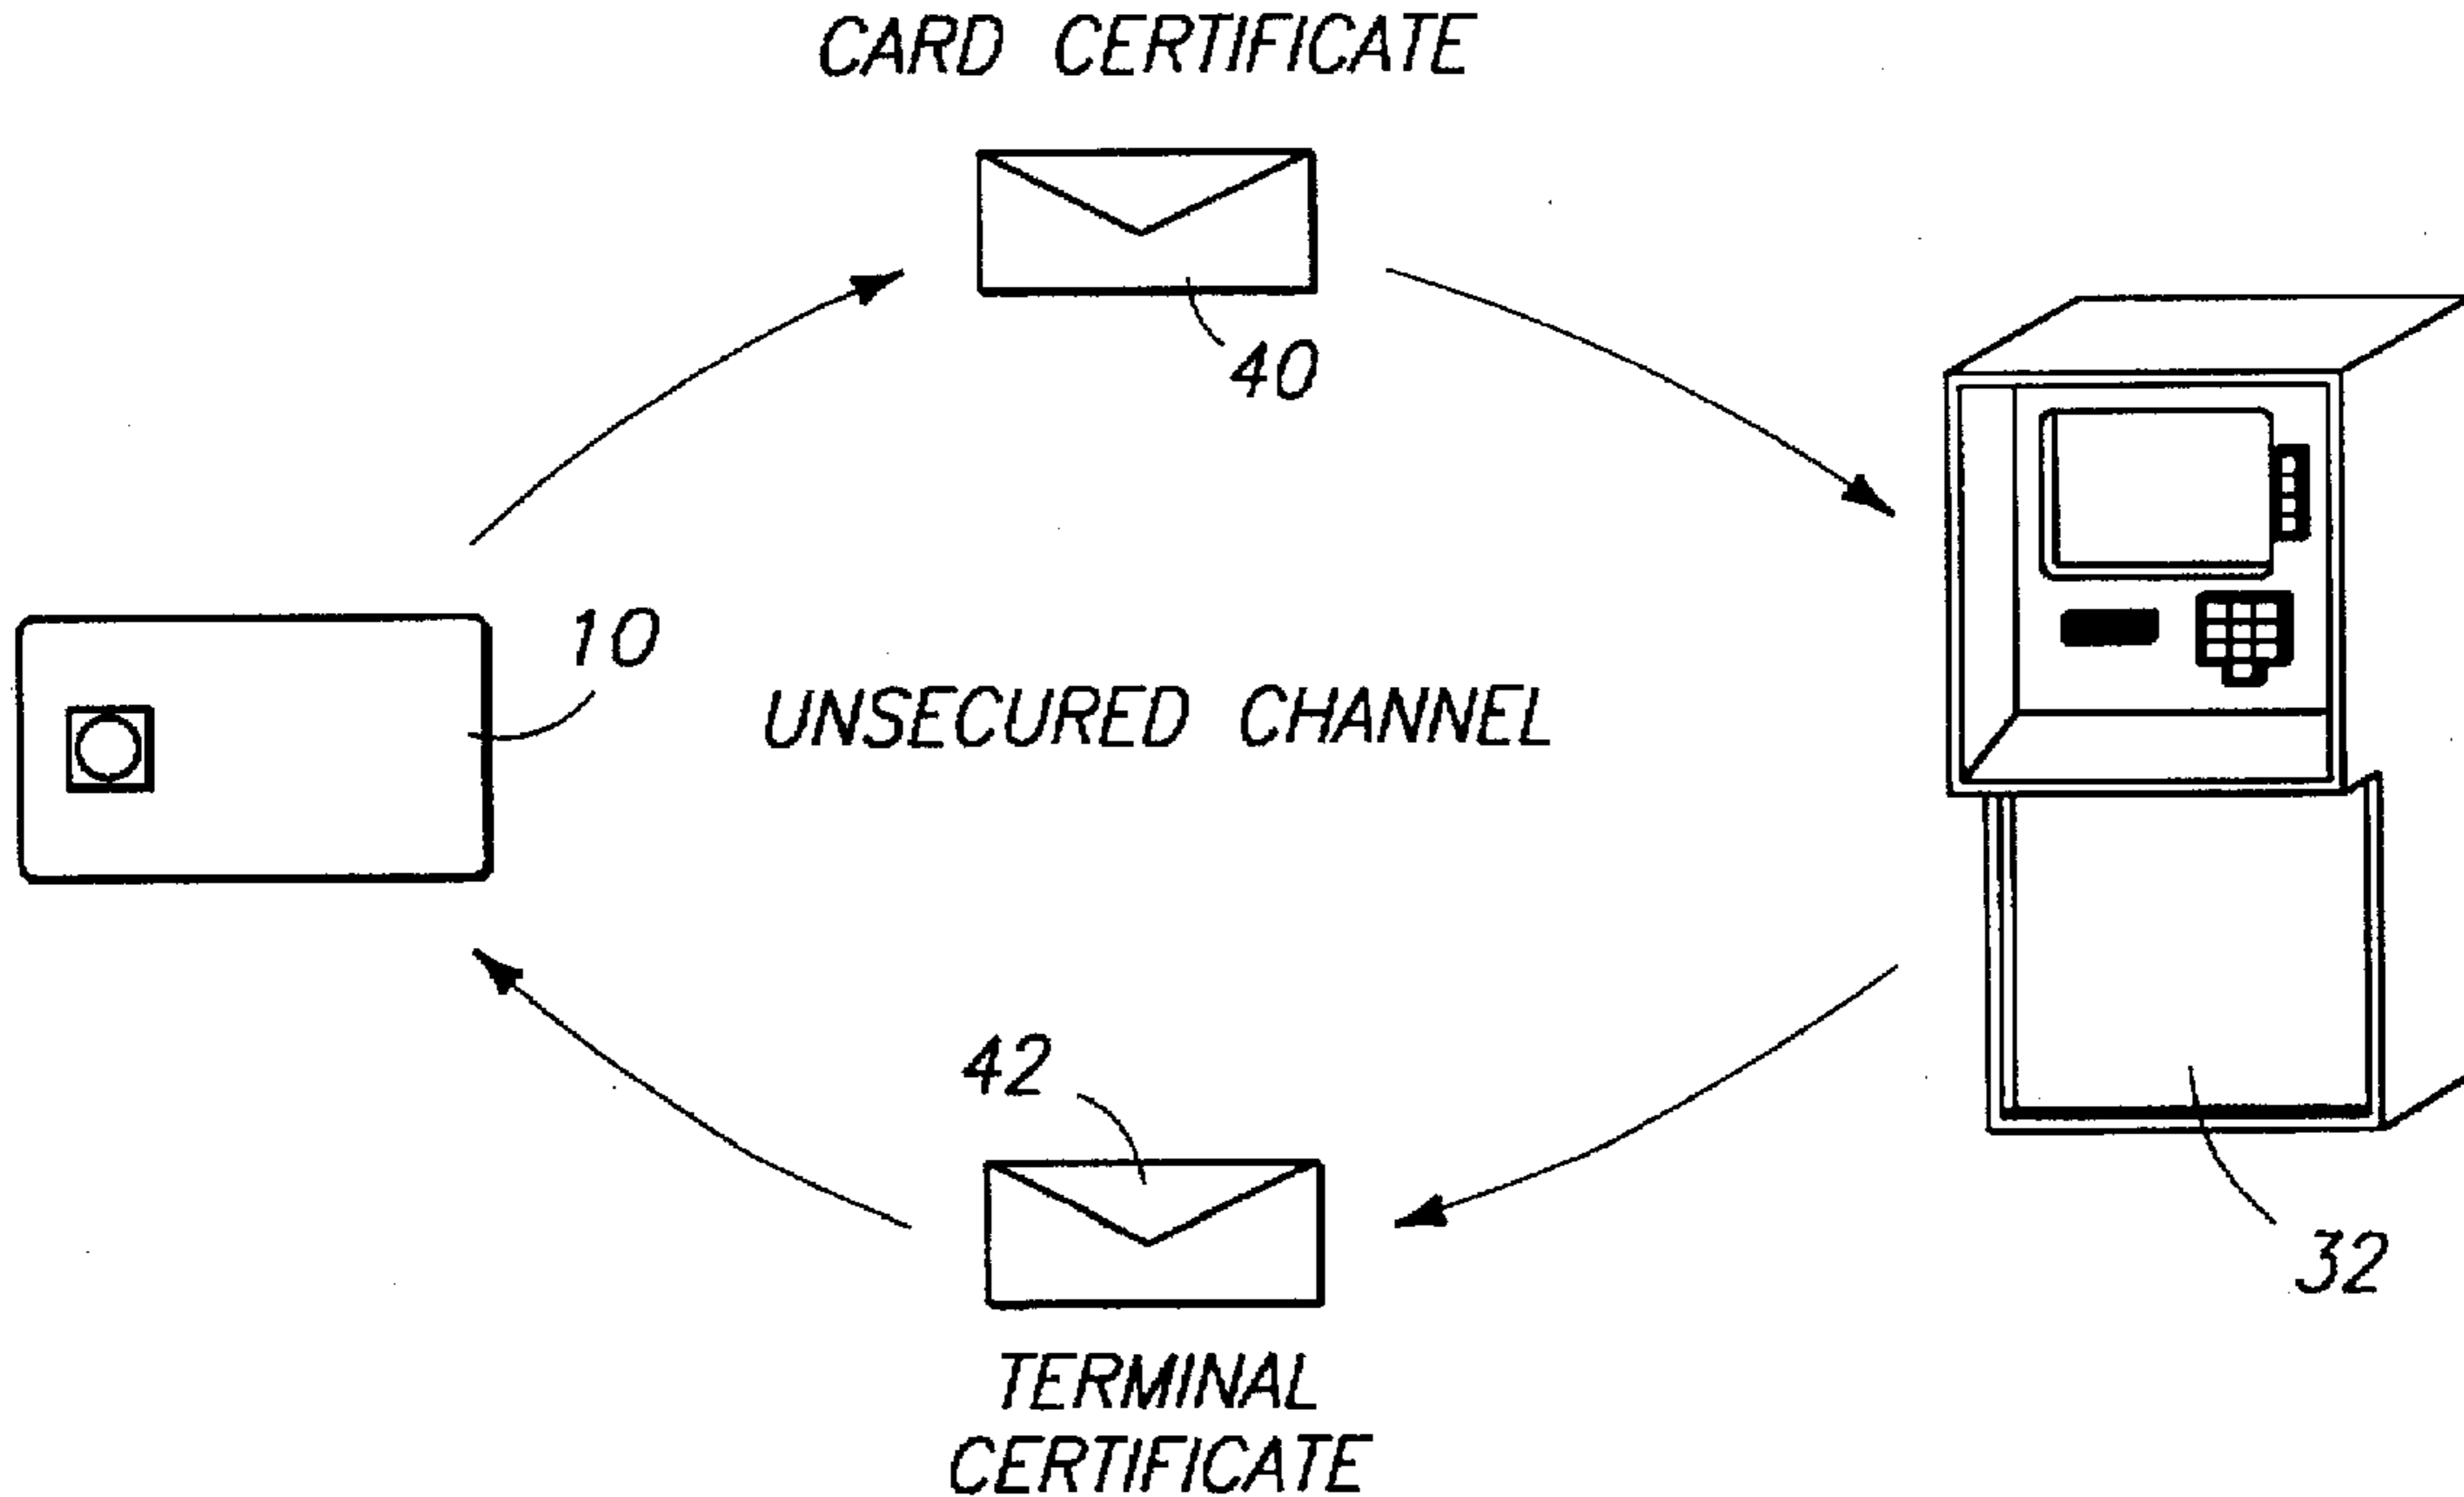 CARD CERTIFICATE
40
10
UNSECURED CHANNEL
42
32
TERMINAL
CERTIFICATE